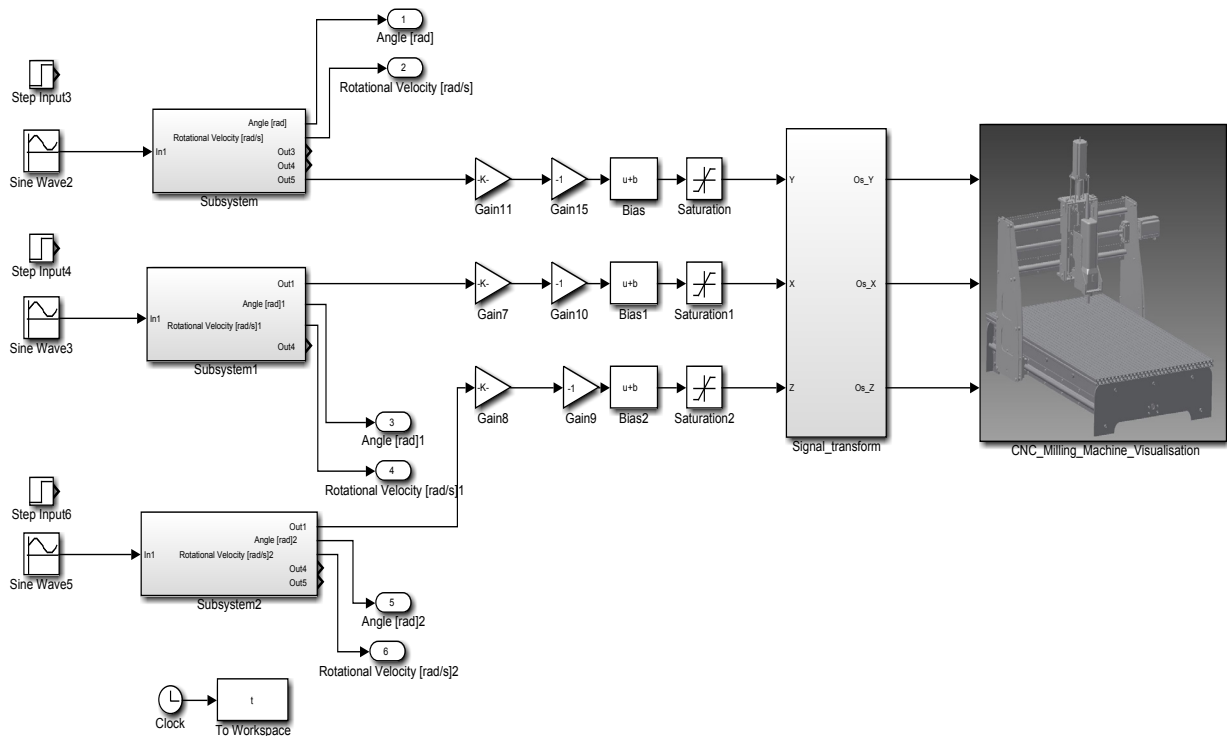 1
Angle [rad]
2
Rotational Velocity [rad/s]
Step Input3
Sine Wave2
In1
Angle [rad]
Rotational Velocity [rad/s]
Out3
Out4
Out5
Subsystem
-K-
Gain11
-1
Gain15
u+b
Bias
Saturation
Y
Os_Y
Step Input4
Sine Wave3
In1
Out1
Angle [rad]1
Rotational Velocity [rad/s]1
Out4
Subsystem1
-K-
Gain7
-1
Gain10
u+b
Bias1
Saturation1
X
Os_X
-K-
Gain8
-1
Gain9
u+b
Bias2
Saturation2
Z
Os_Z
Signal_transform
CNC_Milling_Machine_Visualisation
3
Angle [rad]1
4
Rotational Velocity [rad/s]1
Step Input6
Sine Wave5
In1
Out1
Angle [rad]2
Rotational Velocity [rad/s]2
Out4
Out5
Subsystem2
5
Angle [rad]2
6
Rotational Velocity [rad/s]2
Clock
t
To Workspace